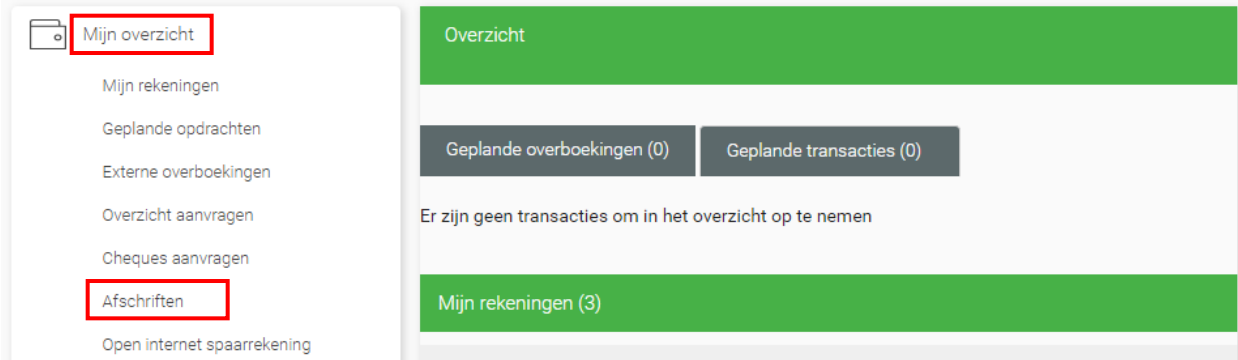 Mijn overzicht
Mijn rekeningen
Geplande opdrachten
Externe overboekingen
Overzicht aanvragen
Cheques aanvragen
Afschriften
Open internet spaarrekening
Overzicht
Geplande overboekingen (0)
Geplande transacties (0)
Er zijn geen transacties om in het overzicht op te nemen
Mijn rekeningen (3)